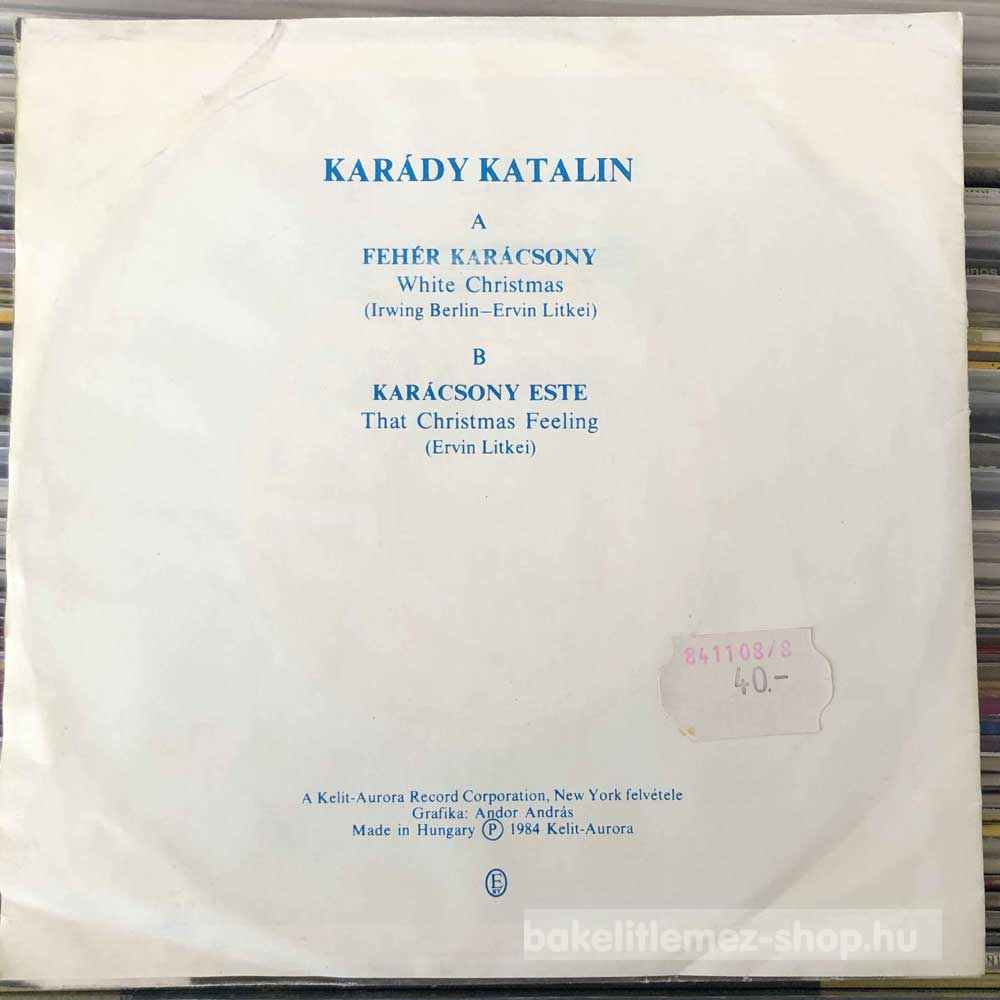 KARÁDY KATALIN
A
FEHÉR KARÁCSONY
White Christmas
(Irwing Berlin–Ervin Litkei)
B
KARÁCSONY ESTE
That Christmas Feeling
(Ervin Litkei)
841108/8
40.-
A Kelit-Aurora Record Corporation, New York felvétele
Grafika: Andor András
Made in Hungary Ⓟ 1984 Kelit-Aurora
E
bakelitlemez-shop.hu